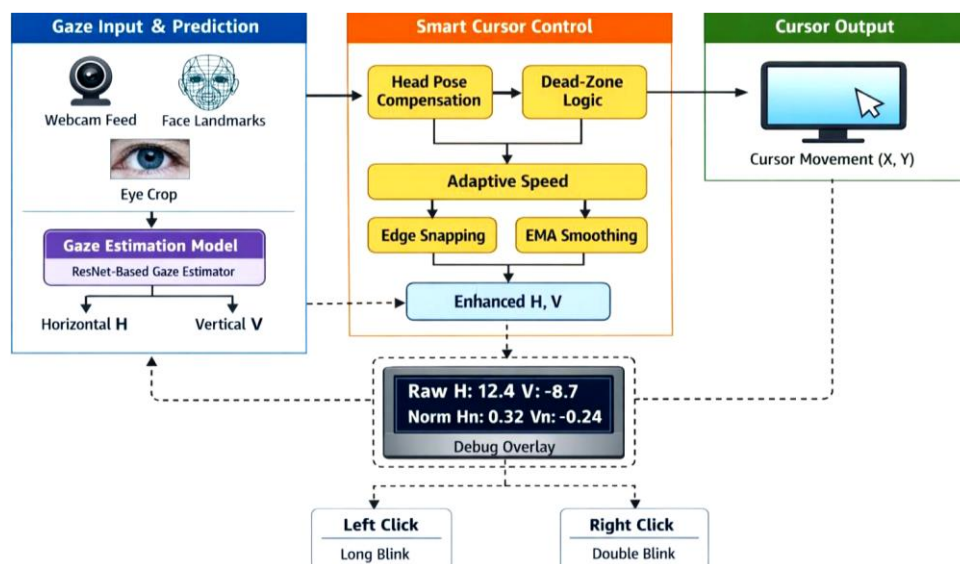 Gaze Input & Prediction
Webcam Feed
Face Landmarks
Eye Crop
Gaze Estimation Model
ResNet-Based Gaze Estimator
Horizontal H
Vertical V
Smart Cursor Control
Head Pose
Compensation
Dead-Zone
Logic
Adaptive Speed
Edge Snapping
EMA Smoothing
Enhanced H, V
Cursor Output
Cursor Movement (X, Y)
Raw H: 12.4 V: -8.7
Norm Hn: 0.32 Vn: -0.24
Debug Overlay
Left Click
Long Blink
Right Click
Double Blink